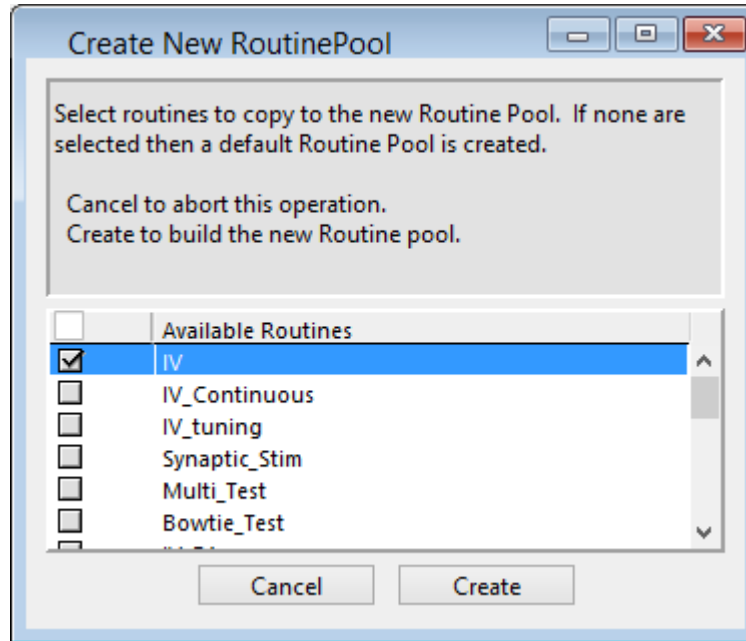 Create New RoutinePool
Select routines to copy to the new Routine Pool.  If none are
selected then a default Routine Pool is created.
Cancel to abort this operation.
Create to build the new Routine pool.
Available Routines
IV
IV_Continuous
IV_tuning
Synaptic_Stim
Multi_Test
Bowtie_Test
Cancel
Create